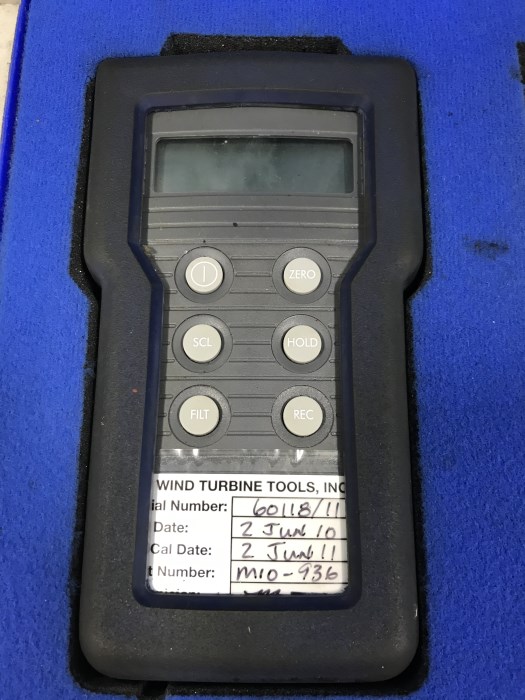 ZERO
SCL HOLD
FILT REC
WIND TURBINE TOOLS, INC
ial Number: 60118/11
Date: 2 Jun 10
Cal Date: 2 Jun 11
t Number: M10-936